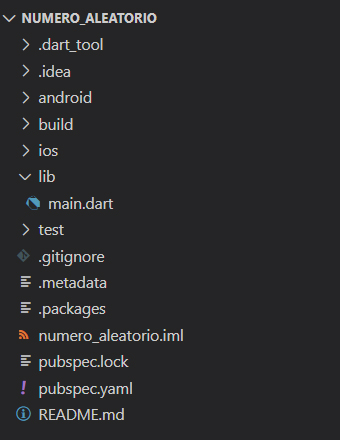 NUMERO_ALEATORIO
.dart_tool
.idea
android
build
ios
lib
main.dart
test
.gitignore
.metadata
.packages
numero_aleatorio.iml
pubspec.lock
pubspec.yaml
README.md